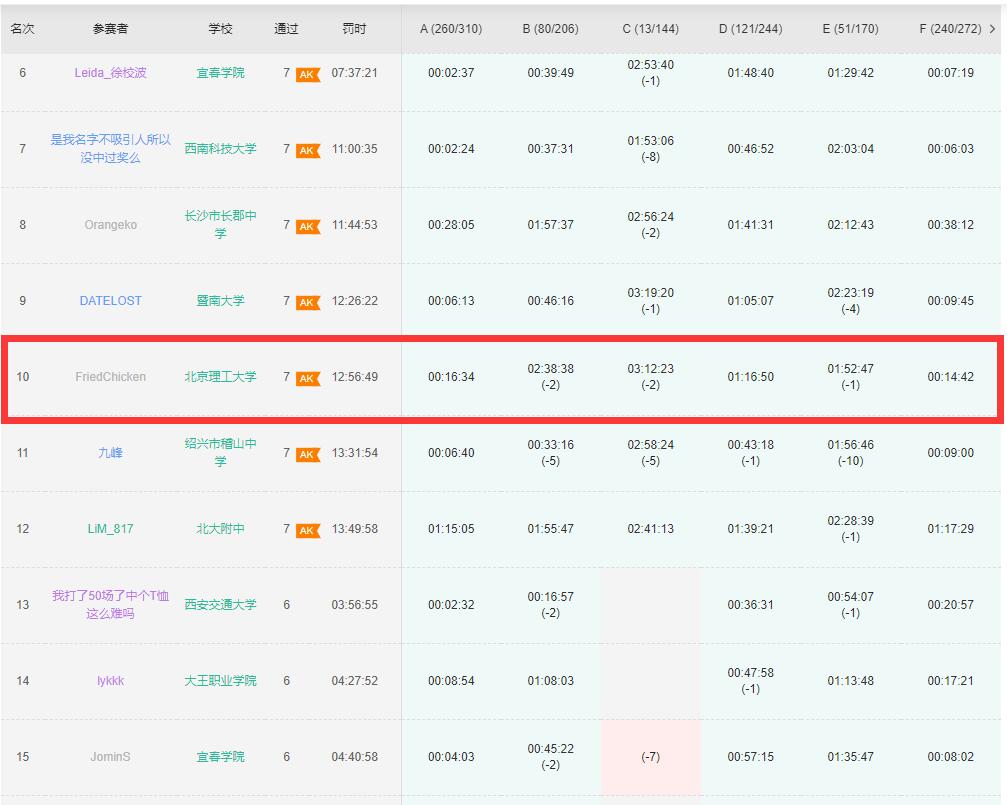 名次 参赛者 学校 通过 罚时 A (260/310) B (80/206) C (13/144) D (121/244) E (51/170) F (240/272)
6 Leida_徐棱波 宜春学院 7 AK 07:37:21 00:02:37 00:39:49 02:53:40 01:48:40 01:29:42 00:07:19
(-1)
是我名字不吸引人所以
7 西南科技大学 7 AK 11:00:35 00:02:24 00:37:31 01:53:06 00:46:52 02:03:04 00:06:03
没中过奖么 (-8)
长沙市长郡中
8 Orangeko 7 AK 11:44:53 00:28:05 01:57:37 02:56:24 01:41:31 02:12:43 00:38:12
学 (-2)
9 DATELOST 暨南大学 7 AK 12:26:22 00:06:13 00:46:16 03:19:20 01:05:07 02:23:19 00:09:45
(-1) (-4)
10 FriedChicken 北京理工大学 7 AK 12:56:49 00:16:34 02:38:38 03:12:23 01:16:50 01:52:47 00:14:42
(-2) (-2) (-1)
绍兴市稽山中
11 九峰 7 AK 13:31:54 00:06:40 00:33:16 02:58:24 00:43:18 01:56:46 00:09:00
学 (-5) (-5) (-1) (-10)
12 LiM_817 北大附中 7 AK 13:49:58 01:15:05 01:55:47 02:41:13 01:39:21 02:28:39 01:17:29
(-1)
我打了50场了中个T恤
13 西安交通大学 6 03:56:55 00:02:32 00:16:57 00:36:31 00:54:07 00:20:57
这么难吗 (-2) (-1)
14 lykkk 大王职业学院 6 04:27:52 00:08:54 01:08:03 00:47:58 01:13:48 00:17:21
(-1)
15 JominS 宜春学院 6 04:40:58 00:04:03 00:45:22 (-7) 00:57:15 01:35:47 00:08:02
(-2)